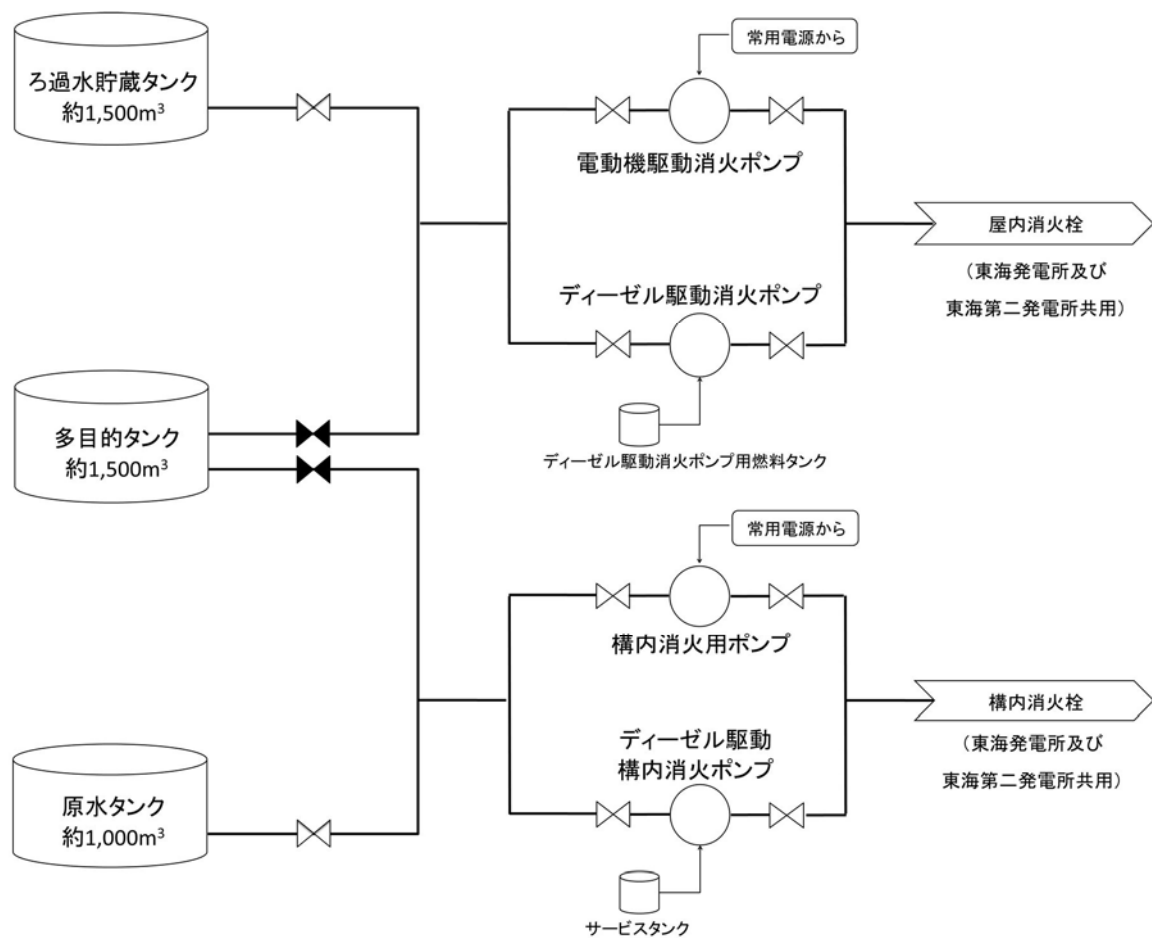 常用電源から
ろ過水貯蔵タンク
約1,500m³
電動機駆動消火ポンプ
屋内消火栓
（東海発電所及び
東海第二発電所共用）
ディーゼル駆動消火ポンプ
多目的タンク
約1,500m³
ディーゼル駆動消火ポンプ用燃料タンク
常用電源から
構内消火用ポンプ
構内消火栓
（東海発電所及び
東海第二発電所共用）
ディーゼル駆動
構内消火ポンプ
原水タンク
約1,000m³
サービスタンク